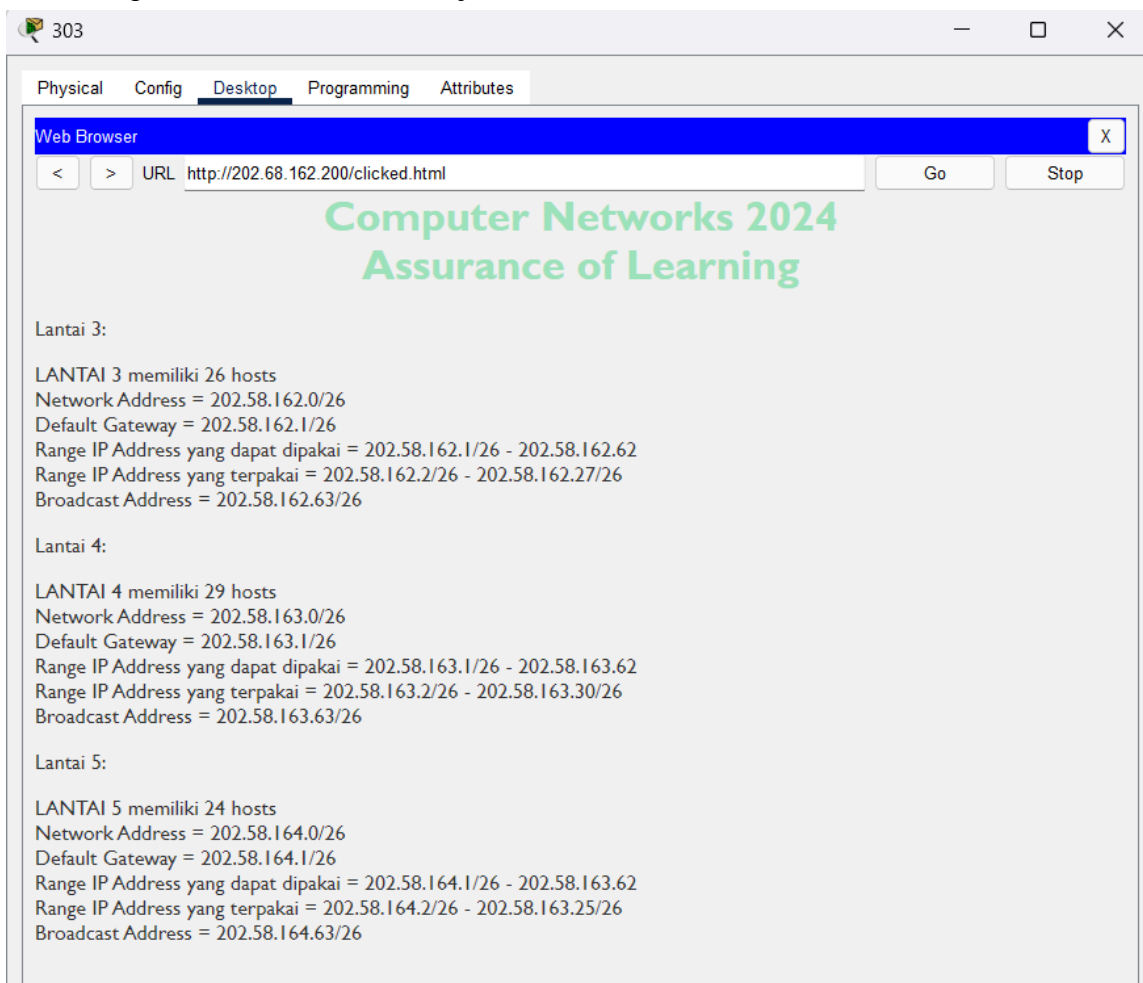 303
Physical Config Desktop Programming Attributes
Web Browser X
< > URL http://202.68.162.200/clicked.html Go Stop
Computer Networks 2024
Assurance of Learning
Lantai 3:
LANTAI 3 memiliki 26 hosts
Network Address = 202.58.162.0/26
Default Gateway = 202.58.162.1/26
Range IP Address yang dapat dipakai = 202.58.162.1/26 - 202.58.162.62
Range IP Address yang terpakai = 202.58.162.2/26 - 202.58.162.27/26
Broadcast Address = 202.58.162.63/26
Lantai 4:
LANTAI 4 memiliki 29 hosts
Network Address = 202.58.163.0/26
Default Gateway = 202.58.163.1/26
Range IP Address yang dapat dipakai = 202.58.163.1/26 - 202.58.163.62
Range IP Address yang terpakai = 202.58.163.2/26 - 202.58.163.30/26
Broadcast Address = 202.58.163.63/26
Lantai 5:
LANTAI 5 memiliki 24 hosts
Network Address = 202.58.164.0/26
Default Gateway = 202.58.164.1/26
Range IP Address yang dapat dipakai = 202.58.164.1/26 - 202.58.163.62
Range IP Address yang terpakai = 202.58.164.2/26 - 202.58.163.25/26
Broadcast Address = 202.58.164.63/26